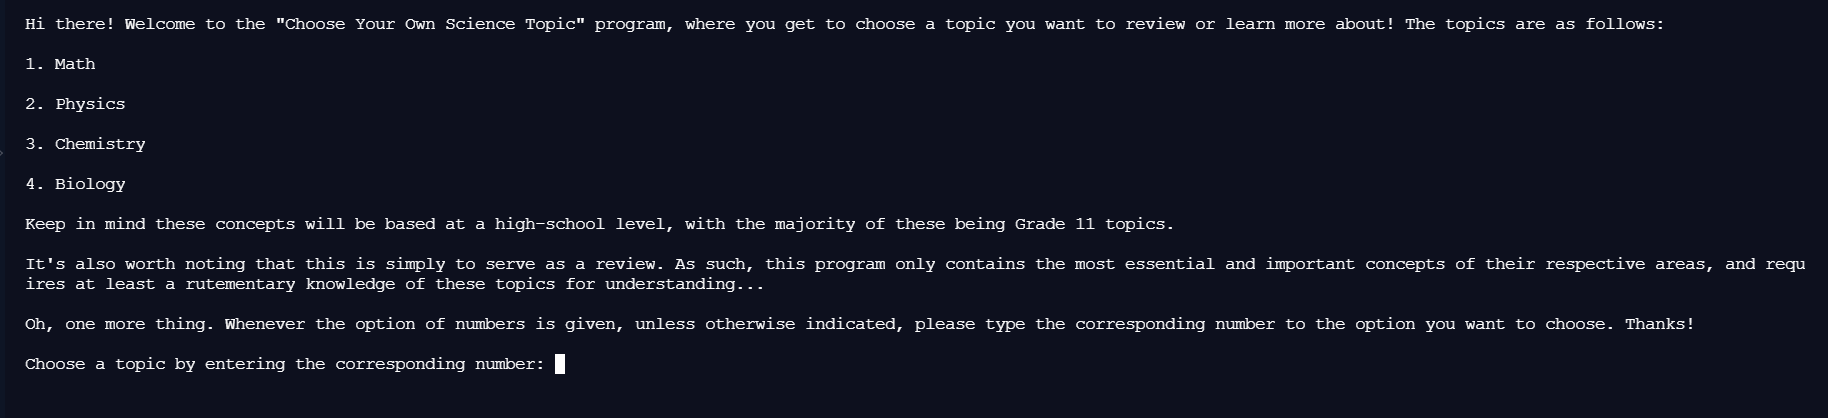 Hi there! Welcome to the "Choose Your Own Science Topic" program, where you get to choose a topic you want to review or learn more about! The topics are as follows:
1. Math
2. Physics
3. Chemistry
4. Biology
Keep in mind these concepts will be based at a high-school level, with the majority of these being Grade 11 topics.
It's also worth noting that this is simply to serve as a review. As such, this program only contains the most essential and important concepts of their respective areas, and requ
ires at least a rutementary knowledge of these topics for understanding...
Oh, one more thing. Whenever the option of numbers is given, unless otherwise indicated, please type the corresponding number to the option you want to choose. Thanks!
Choose a topic by entering the corresponding number: